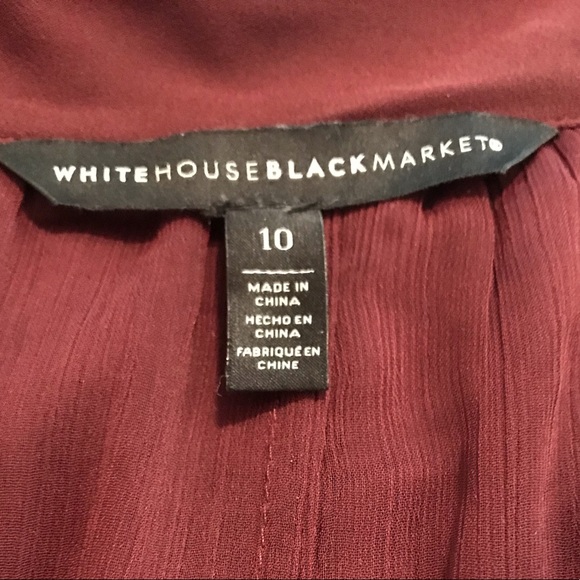 WHITEHOUSEBLACKMARKET®
10
MADE IN
CHINA
HECHO EN
CHINA
FABRIQUÉ EN
CHINE